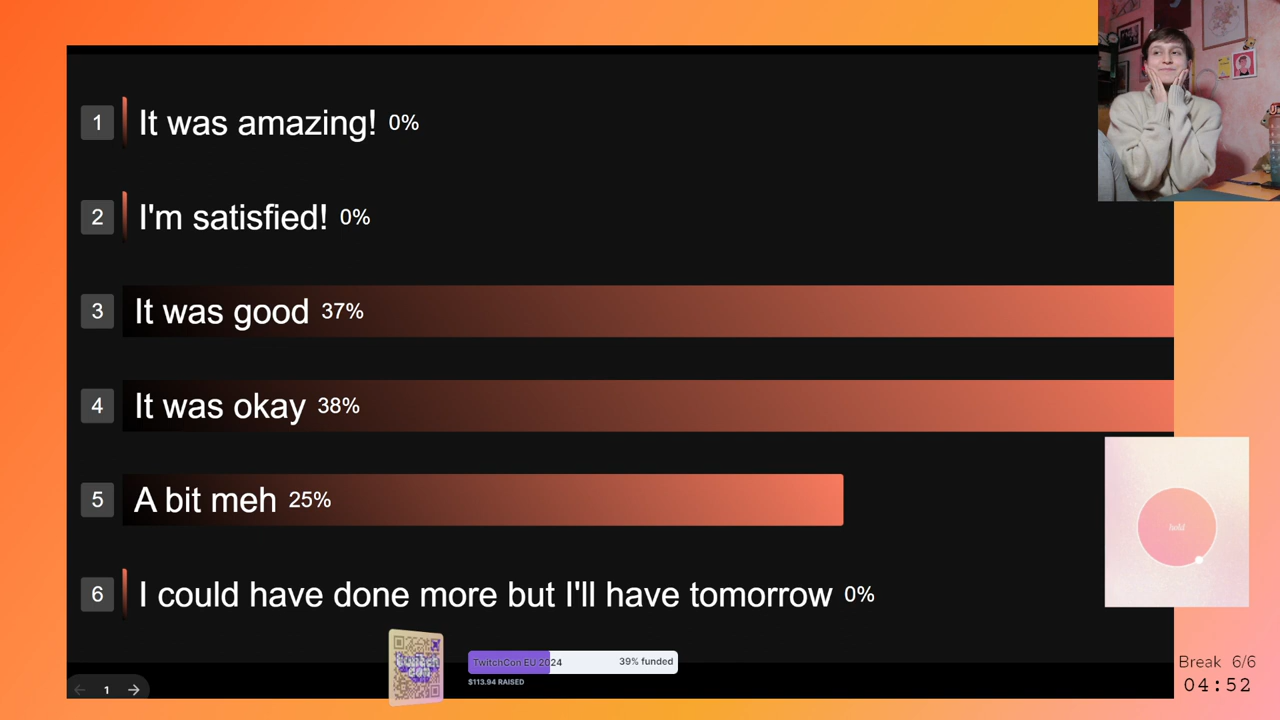 1 It was amazing! 0%
2 I'm satisfied! 0%
3 It was good 37%
4 It was okay 38%
5 A bit meh 25%
6 I could have done more but I'll have tomorrow 0%
TWITCH CON
TwitchCon EU 2024 39% funded
$113.94 RAISED
1
Break 6/6
04:52